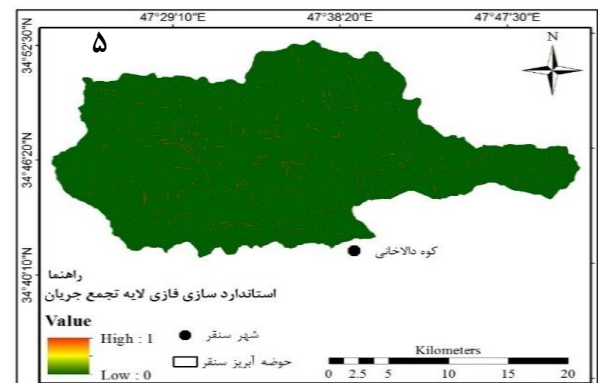 47°29'10"E 47°38'20"E 47°47'30"E
۵
N
34°52'30"N
34°46'20"N
34°40'10"N
کوه دالاخانی
راهنما
استاندارد سازی فازی لایه تجمع جریان
Value
High : 1
Low : 0
شهر سنقر
حوضه آبریز سنقر
Kilometers
0 2.5 5 10 15 20